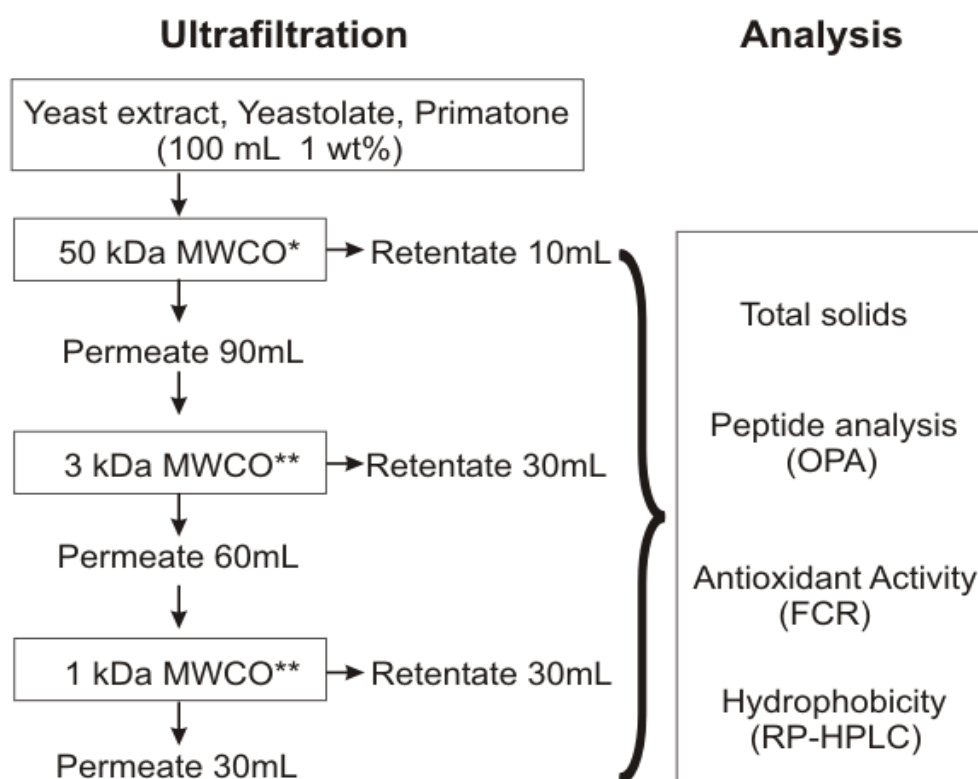 Ultrafiltration
Analysis
Yeast extract, Yeastolate, Primatone
(100 mL 1 wt%)
50 kDa MWCO*
Retentate 10mL
Permeate 90mL
3 kDa MWCO**
Retentate 30mL
Permeate 60mL
1 kDa MWCO**
Retentate 30mL
Permeate 30mL
Total solids
Peptide analysis
(OPA)
Antioxidant Activity
(FCR)
Hydrophobicity
(RP-HPLC)